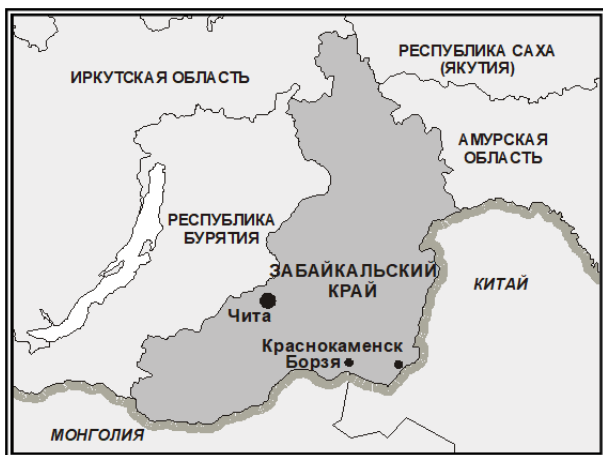 РЕСПУБЛИКА САХА
(ЯКУТИЯ)
ИРКУТСКАЯ ОБЛАСТЬ
АМУРСКАЯ
ОБЛАСТЬ
РЕСПУБЛИКА
БУРЯТИЯ
ЗАБАЙКАЛЬСКИЙ
КРАЙ
КИТАЙ
Чита
Краснокаменск
Борзя
МОНГОЛИЯ